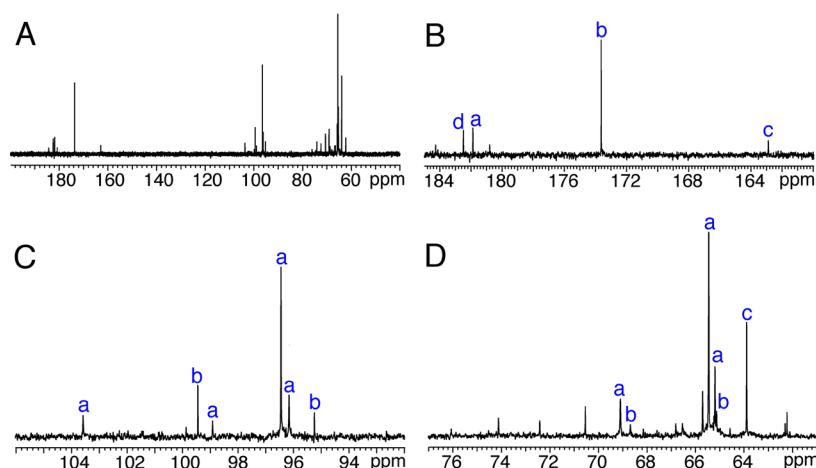 A
180 160 140 120 100 80 60 ppm
B
b
d a c
184 180 176 172 168 164 ppm
C
a
b a
a a b
104 102 100 98 96 94 ppm
D
a
c
a a
b b
76 74 72 70 68 66 64 ppm